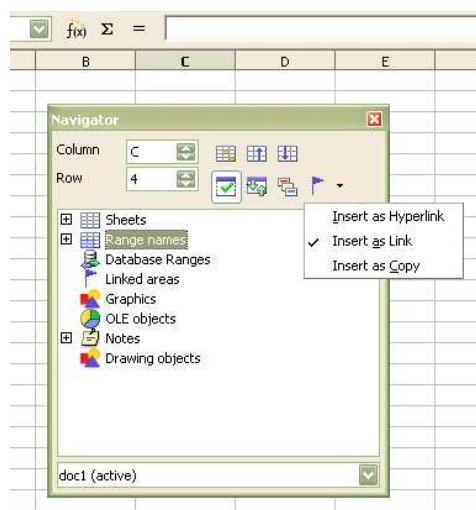 f(x) Σ =
B C D E
Navigator
Column C
Row 4
Insert as Hyperlink
Insert as Link
Insert as Copy
Sheets
Range names
Database Ranges
Linked areas
Graphics
OLE objects
Notes
Drawing objects
doc1 (active)